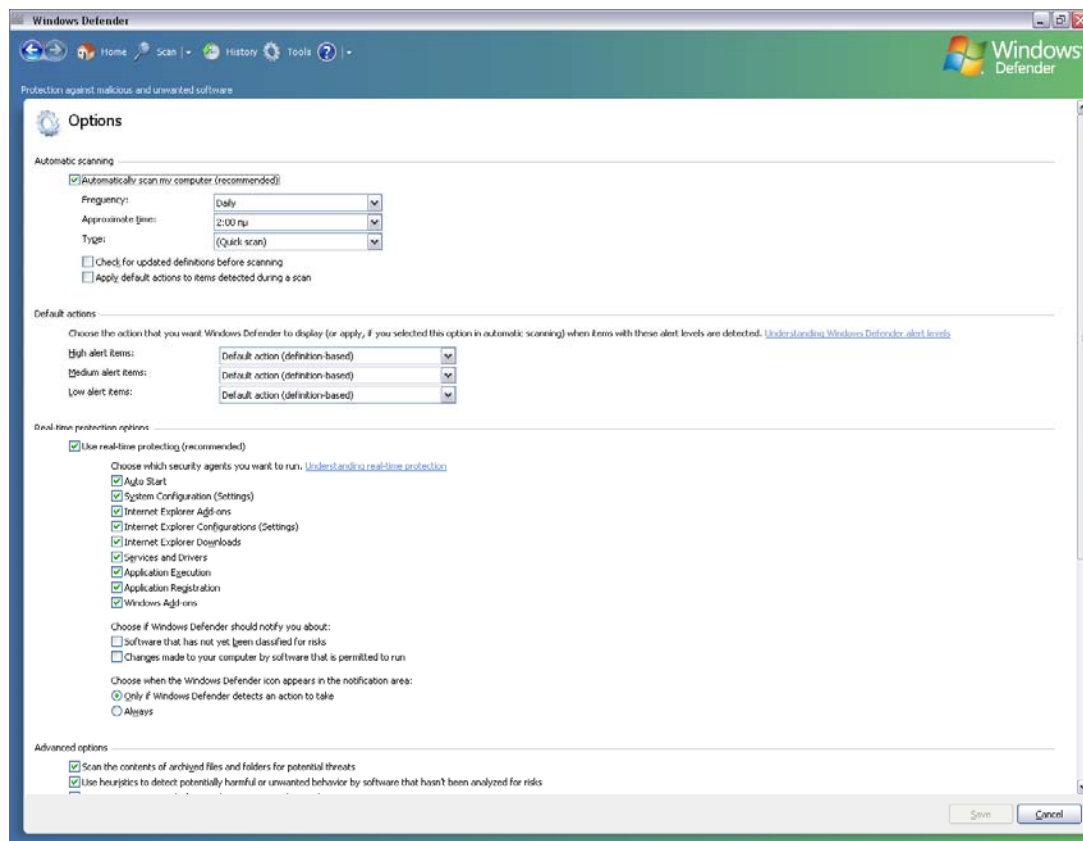 Windows Defender
Home Scan History Tools
Windows
Defender
Protection against malicious and unwanted software
Options
Automatic scanning
Automatically scan my computer (recommended)
Frequency: Daily
Approximate time: 2:00 πμ
Type: (Quick scan)
Check for updated definitions before scanning
Apply default actions to items detected during a scan
Default actions
Choose the action that you want Windows Defender to display (or apply, if you selected this option in automatic scanning) when items with these alert levels are detected. Understanding Windows Defender alert levels
High alert items: Default action (definition-based)
Medium alert items: Default action (definition-based)
Low alert items: Default action (definition-based)
Real-time protection options
Use real-time protection (recommended)
Choose which security agents you want to run. Understanding real-time protection
Auto Start
System Configuration (Settings)
Internet Explorer Add-ons
Internet Explorer Configurations (Settings)
Internet Explorer Downloads
Services and Drivers
Application Execution
Application Registration
Windows Add-ons
Choose if Windows Defender should notify you about:
Software that has not yet been classified for risks
Changes made to your computer by software that is permitted to run
Choose when the Windows Defender icon appears in the notification area:
Only if Windows Defender detects an action to take
Always
Advanced options
Scan the contents of archived files and folders for potential threats
Use heuristics to detect potentially harmful or unwanted behavior by software that hasn't been analyzed for risks
Save Cancel